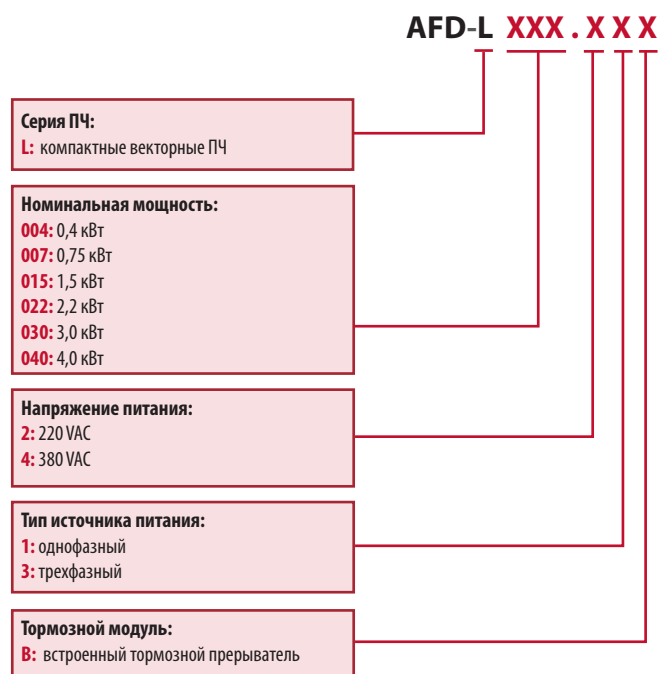 AFD-L XXX . X X X
Серия ПЧ:
L: компактные векторные ПЧ
Номинальная мощность:
004: 0,4 кВт
007: 0,75 кВт
015: 1,5 кВт
022: 2,2 кВт
030: 3,0 кВт
040: 4,0 кВт
Напряжение питания:
2: 220 VAC
4: 380 VAC
Тип источника питания:
1: однофазный
3: трехфазный
Тормозной модуль:
B: встроенный тормозной прерыватель